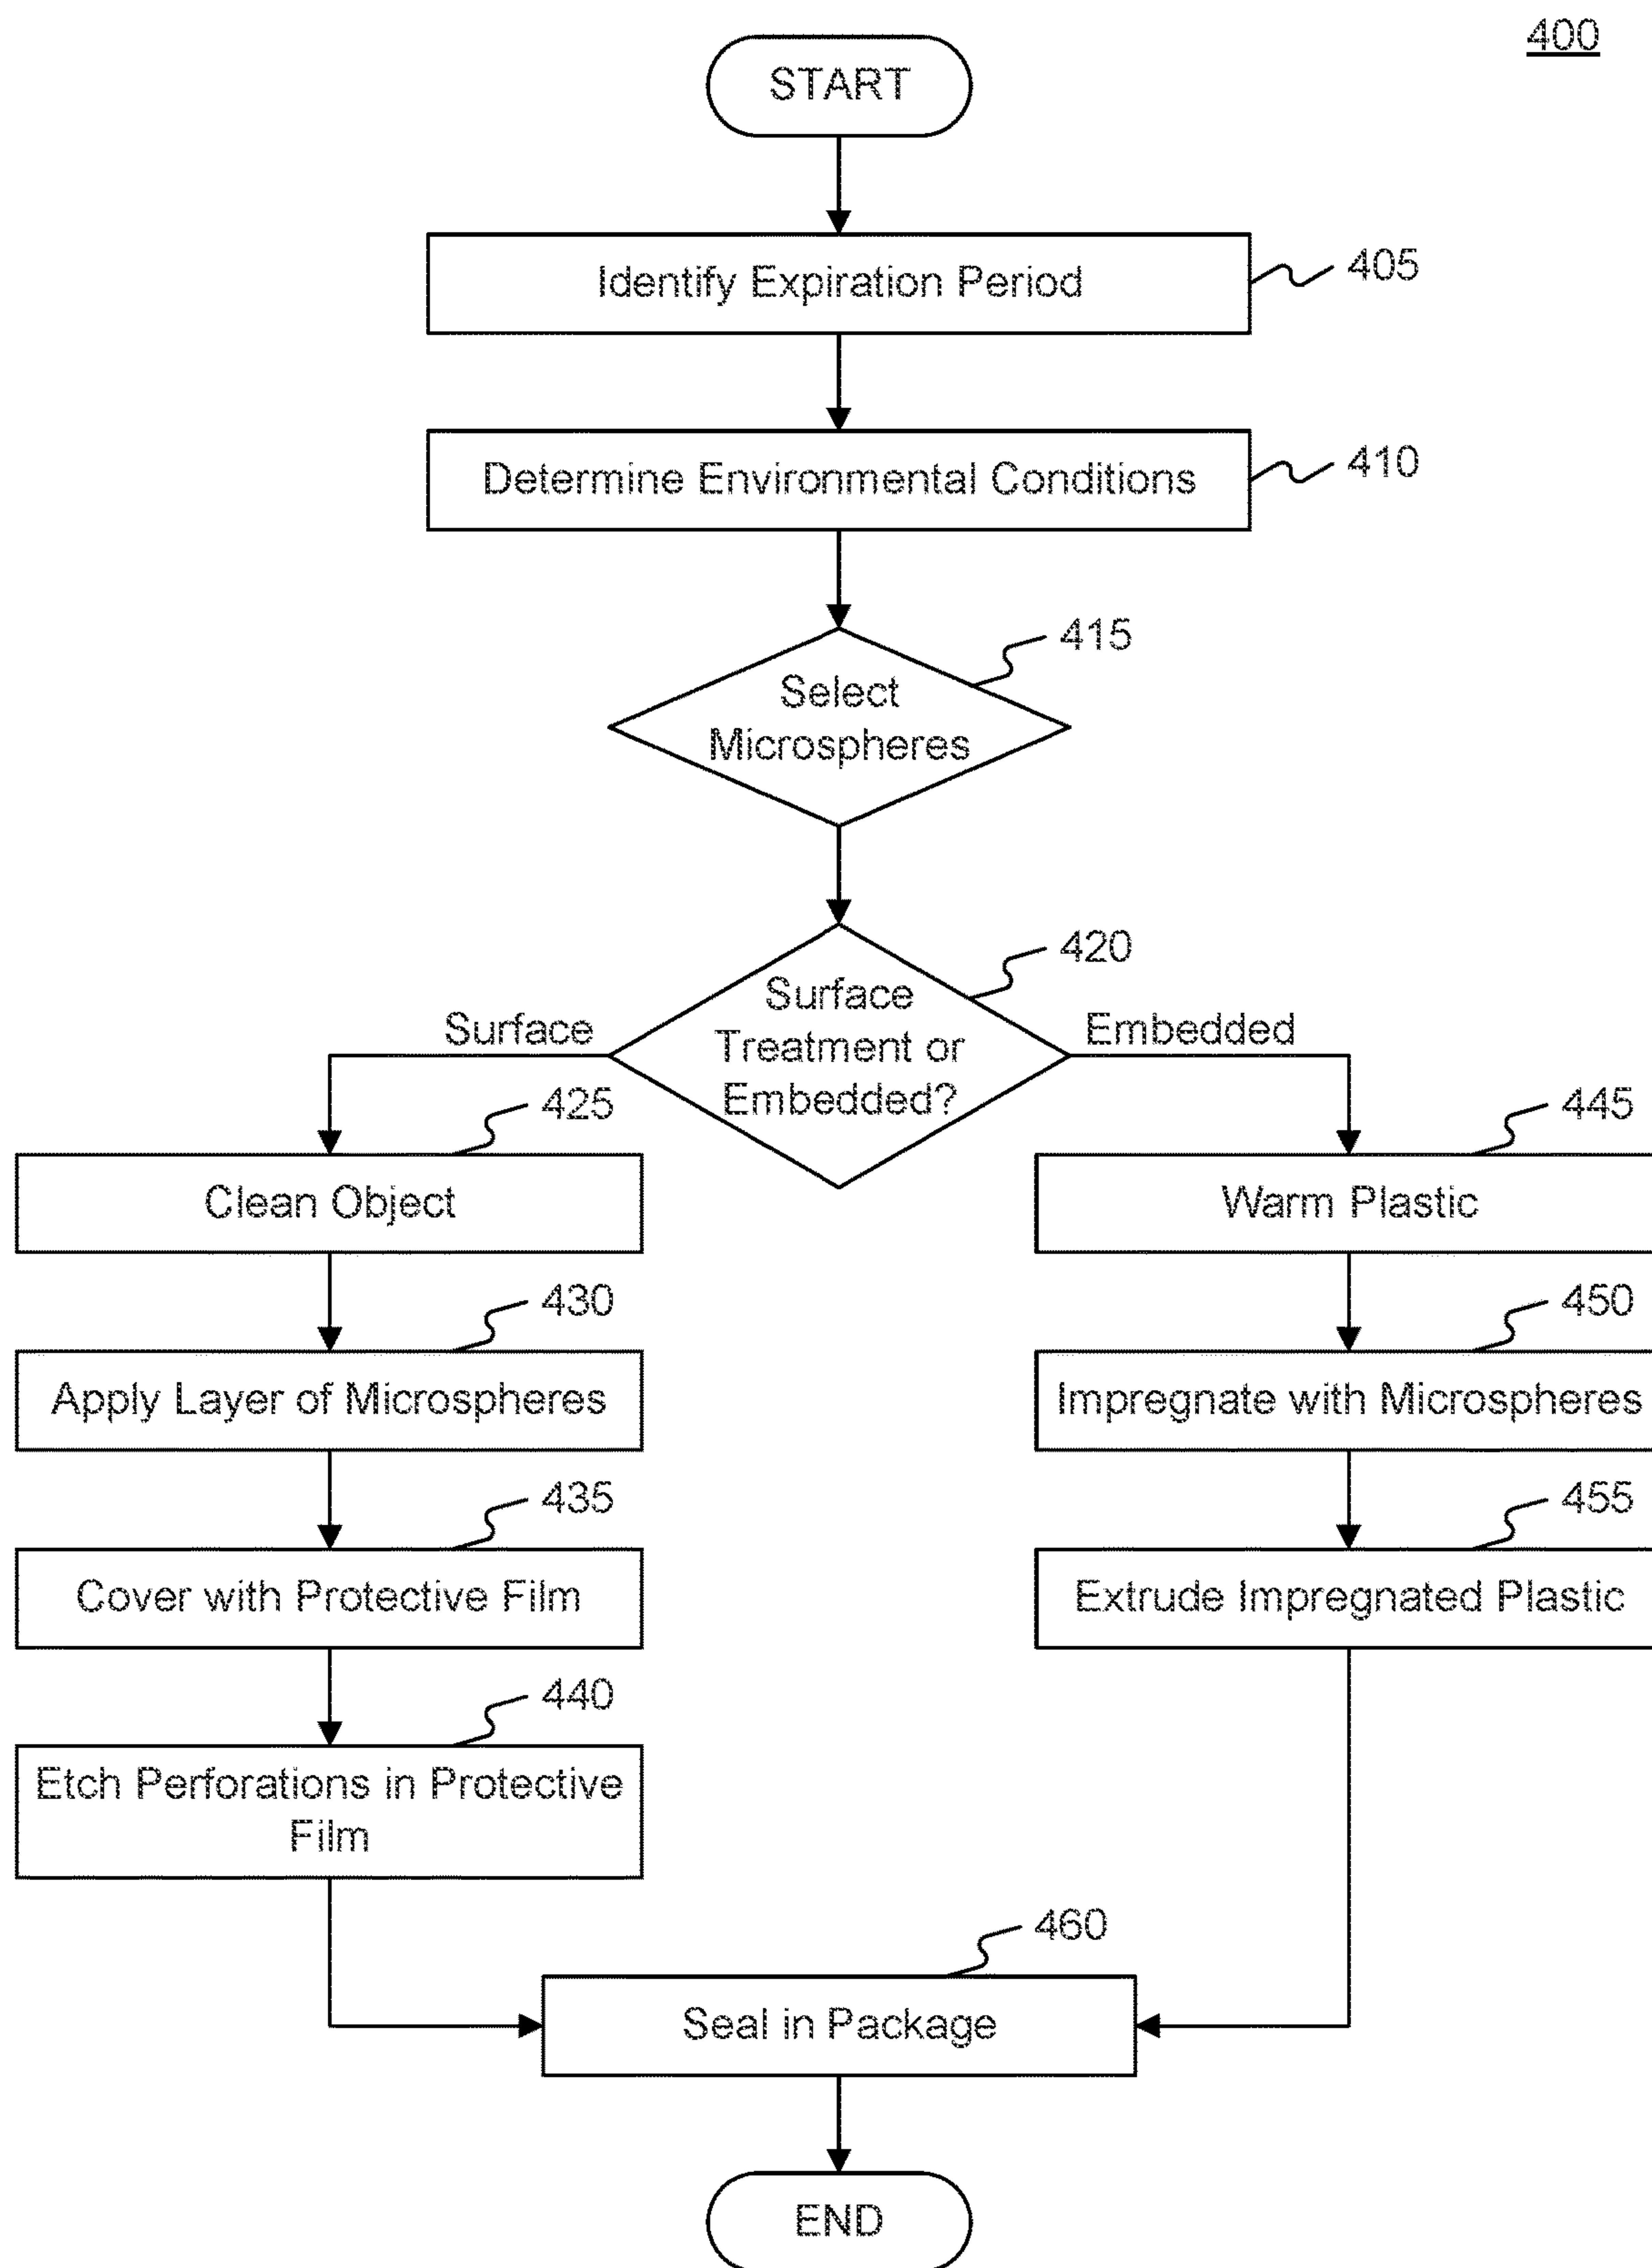 400
START
Identify Expiration Period
405
Determine Environmental Conditions
410
415
Select
Microspheres
420
Surface
Treatment or
Embedded?
Surface
Embedded
425
Clean Object
430
Apply Layer of Microspheres
435
Cover with Protective Film
440
Etch Perforations in Protective
Film
445
Warm Plastic
450
Impregnate with Microspheres
455
Extrude Impregnated Plastic
460
Seal in Package
END